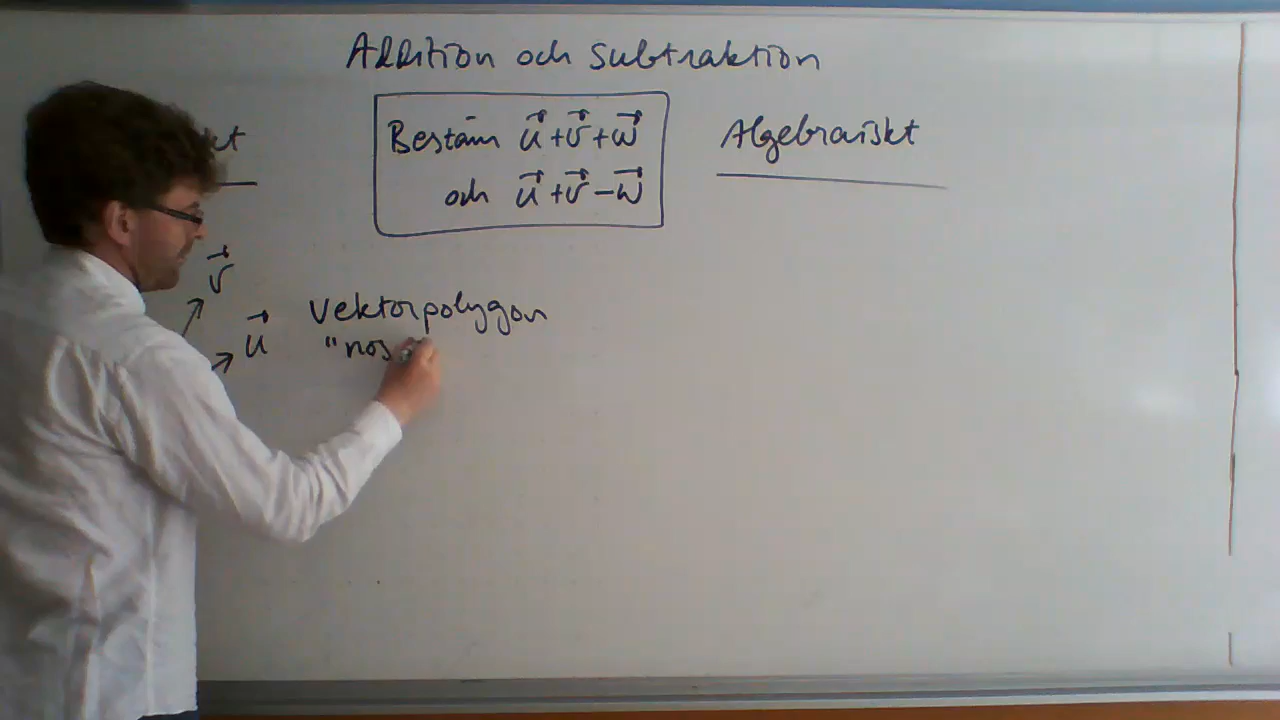 Addition och subtraktion
Bestäm u⃗ + v⃗ + w⃗
och u⃗ + v⃗ − w⃗
Algebraiskt
v⃗
u⃗
Vektorpolygon
"nos